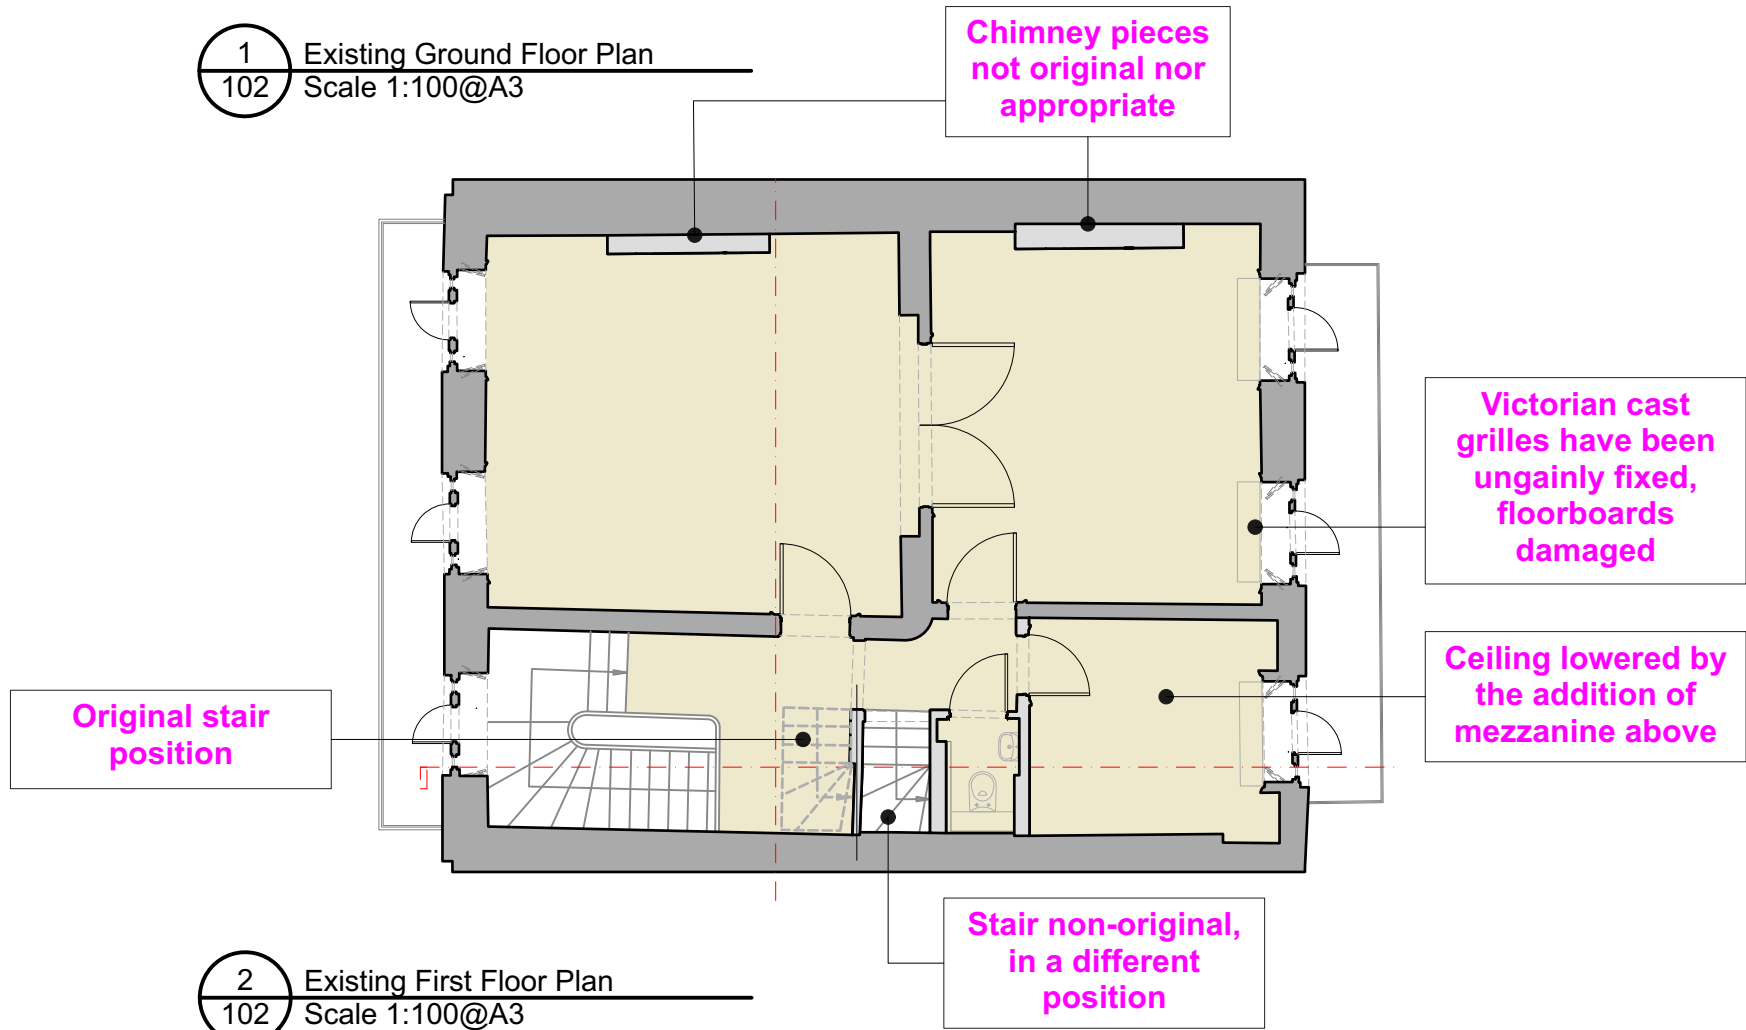 1
102
Existing Ground Floor Plan
Scale 1:100@A3
Chimney pieces
not original nor
appropriate
Victorian cast
grilles have been
ungainly fixed,
floorboards
damaged
Ceiling lowered by
the addition of
mezzanine above
Original stair
position
Stair non-original,
in a different
position
2
102
Existing First Floor Plan
Scale 1:100@A3